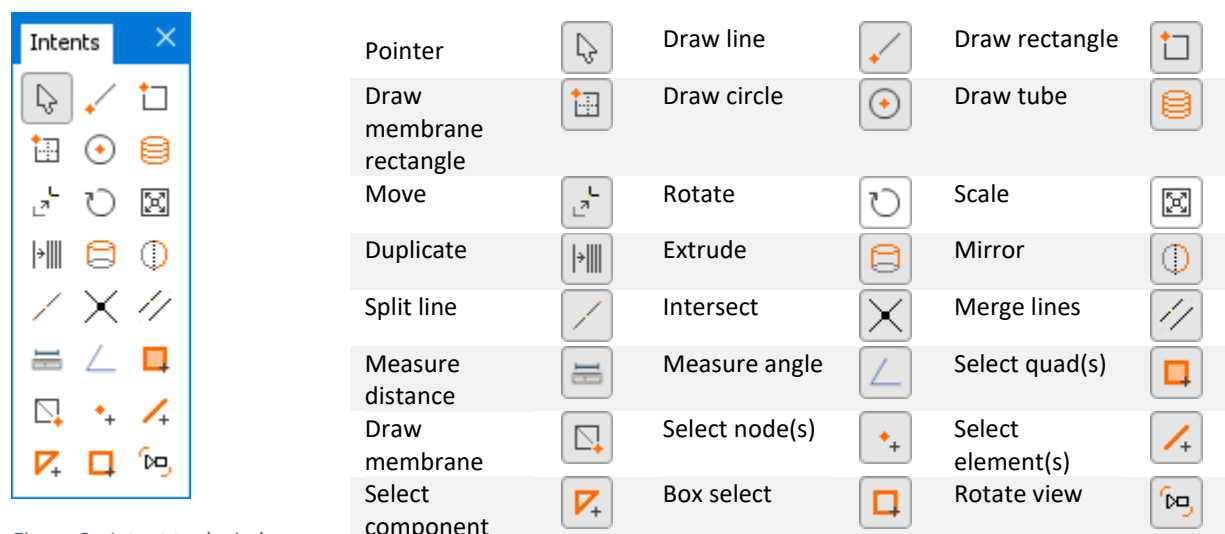 Intents
Pointer
Draw line
Draw rectangle
Draw
membrane
rectangle
Draw circle
Draw tube
Move
Rotate
Scale
Duplicate
Extrude
Mirror
Split line
Intersect
Merge lines
Measure
distance
Measure angle
Select quad(s)
Draw
membrane
Select node(s)
Select
element(s)
Select
component
Box select
Rotate view